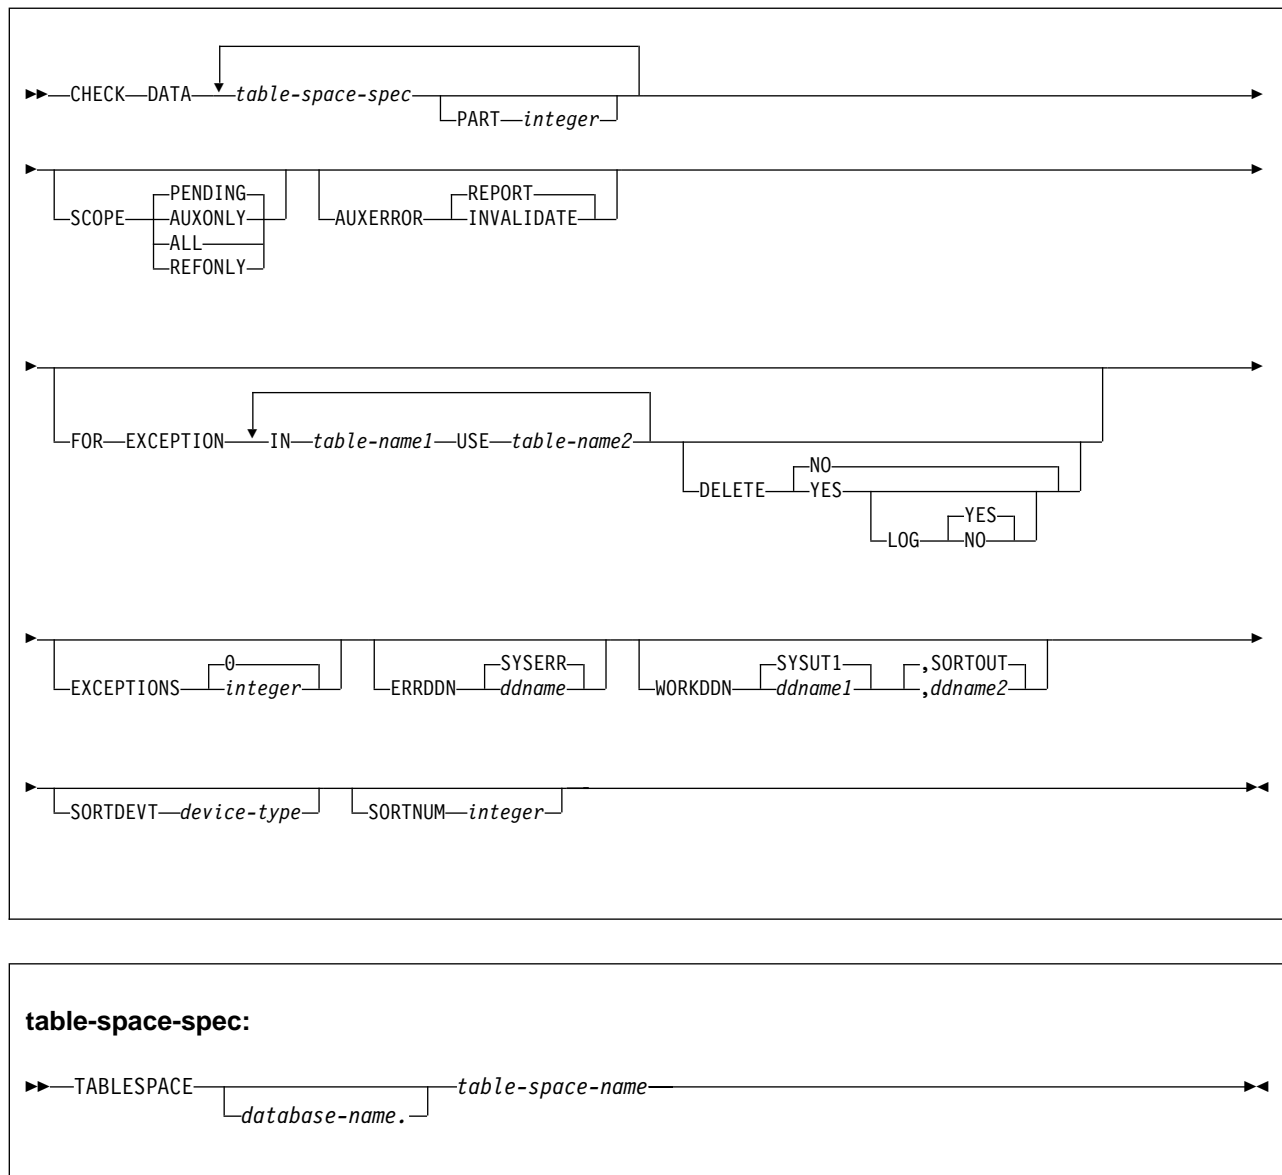 CHECK DATA table-space-spec
PART integer
PENDING REPORT
SCOPE AUXONLY AUXERROR INVALIDATE
ALL
REFONLY
FOR EXCEPTION IN table-name1 USE table-name2
NO
DELETE YES
YES
LOG NO
0 SYSERR SYSUT1 ,SORTOUT
EXCEPTIONS integer ERRDDN ddname WORKDDN ddname1 ,ddname2
SORTDEVT device-type SORTNUM integer
table-space-spec:
TABLESPACE table-space-name
database-name.